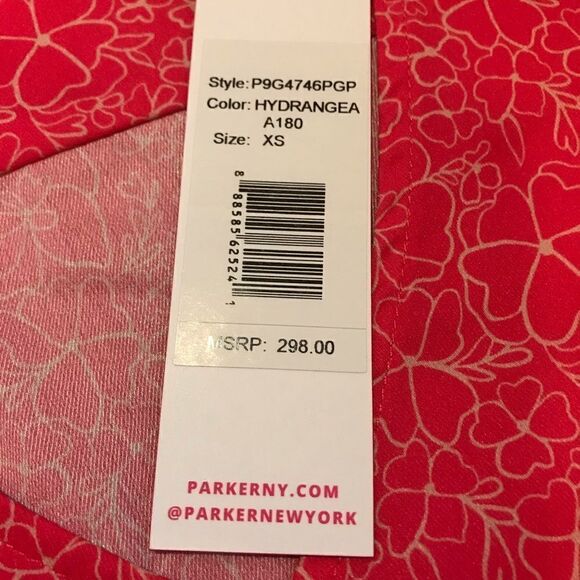 Style: P9G4746PGP
Color: HYDRANGEA
A180
Size: XS
8 88585 62524 1
MSRP: 298.00
PARKERNY.COM
@PARKERNEWYORK